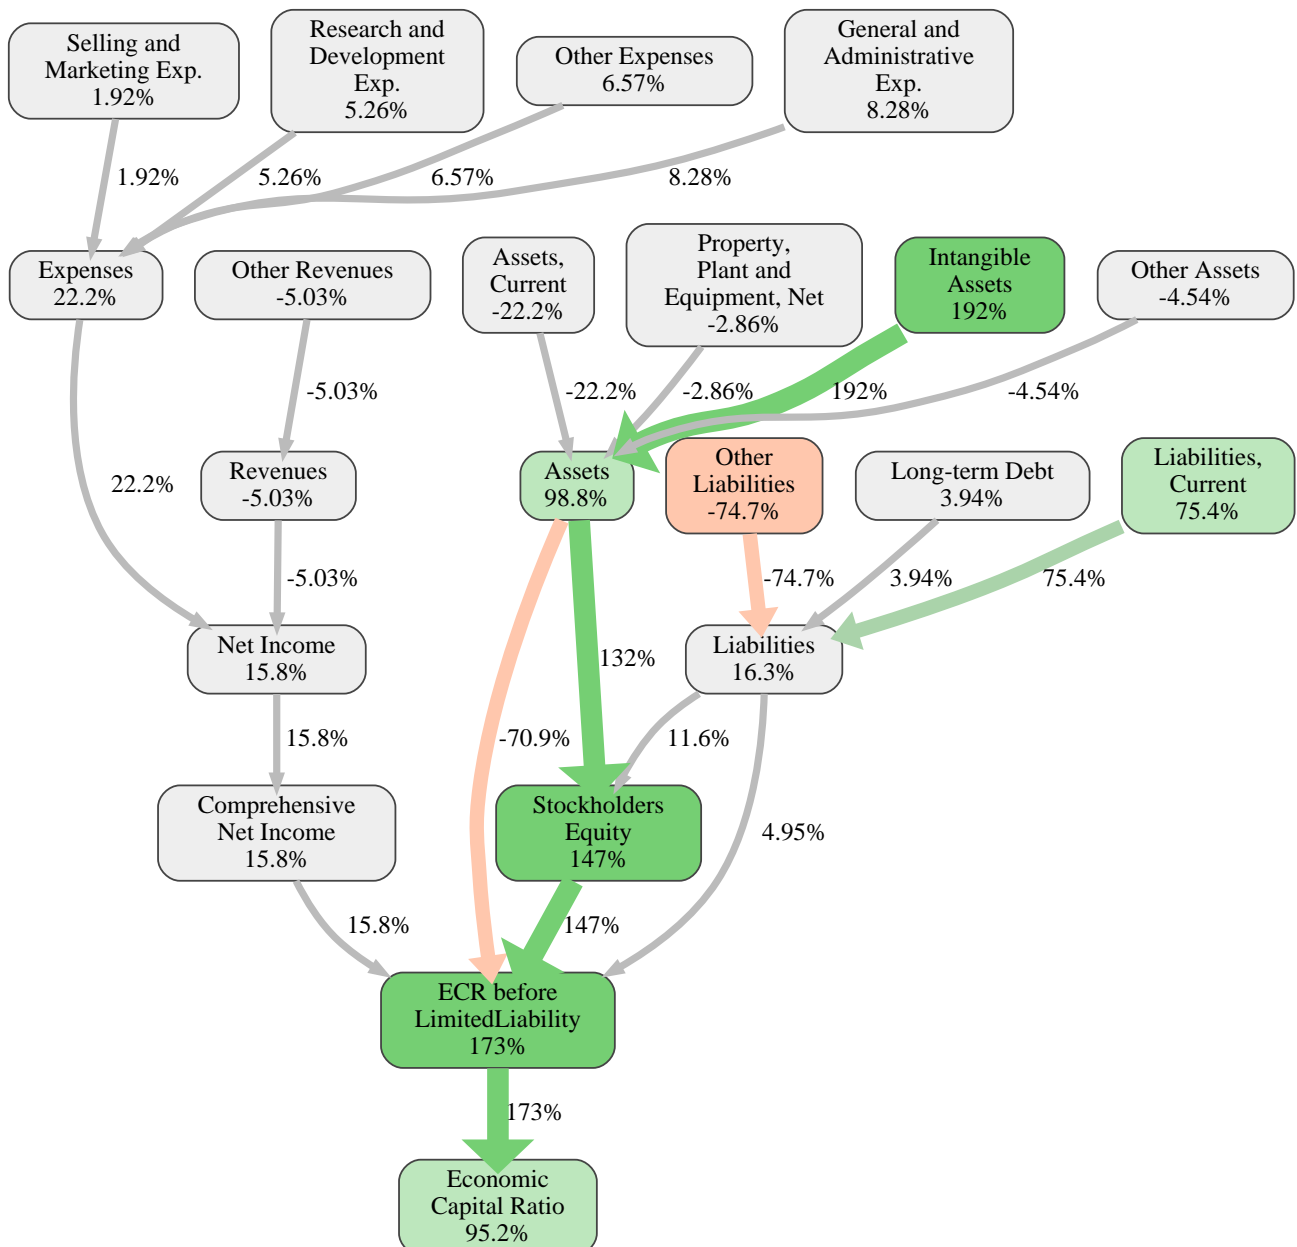 Selling and
Marketing Exp.
1.92%
Research and
Development
Exp.
5.26%
Other Expenses
6.57%
General and
Administrative
Exp.
8.28%
1.92%
5.26%
6.57%
8.28%
Expenses
22.2%
Other Revenues
-5.03%
Assets,
Current
-22.2%
Property,
Plant and
Equipment, Net
-2.86%
Intangible
Assets
192%
Other Assets
-4.54%
-5.03%
-22.2%
-2.86%
192%
-4.54%
22.2%
Revenues
-5.03%
Assets
98.8%
Other
Liabilities
-74.7%
Long-term Debt
3.94%
Liabilities,
Current
75.4%
-5.03%
-74.7%
3.94%
75.4%
Net Income
15.8%
132%
Liabilities
16.3%
15.8%
-70.9%
11.6%
Comprehensive
Net Income
15.8%
Stockholders
Equity
147%
4.95%
15.8%
147%
ECR before
LimitedLiability
173%
173%
Economic
Capital Ratio
95.2%